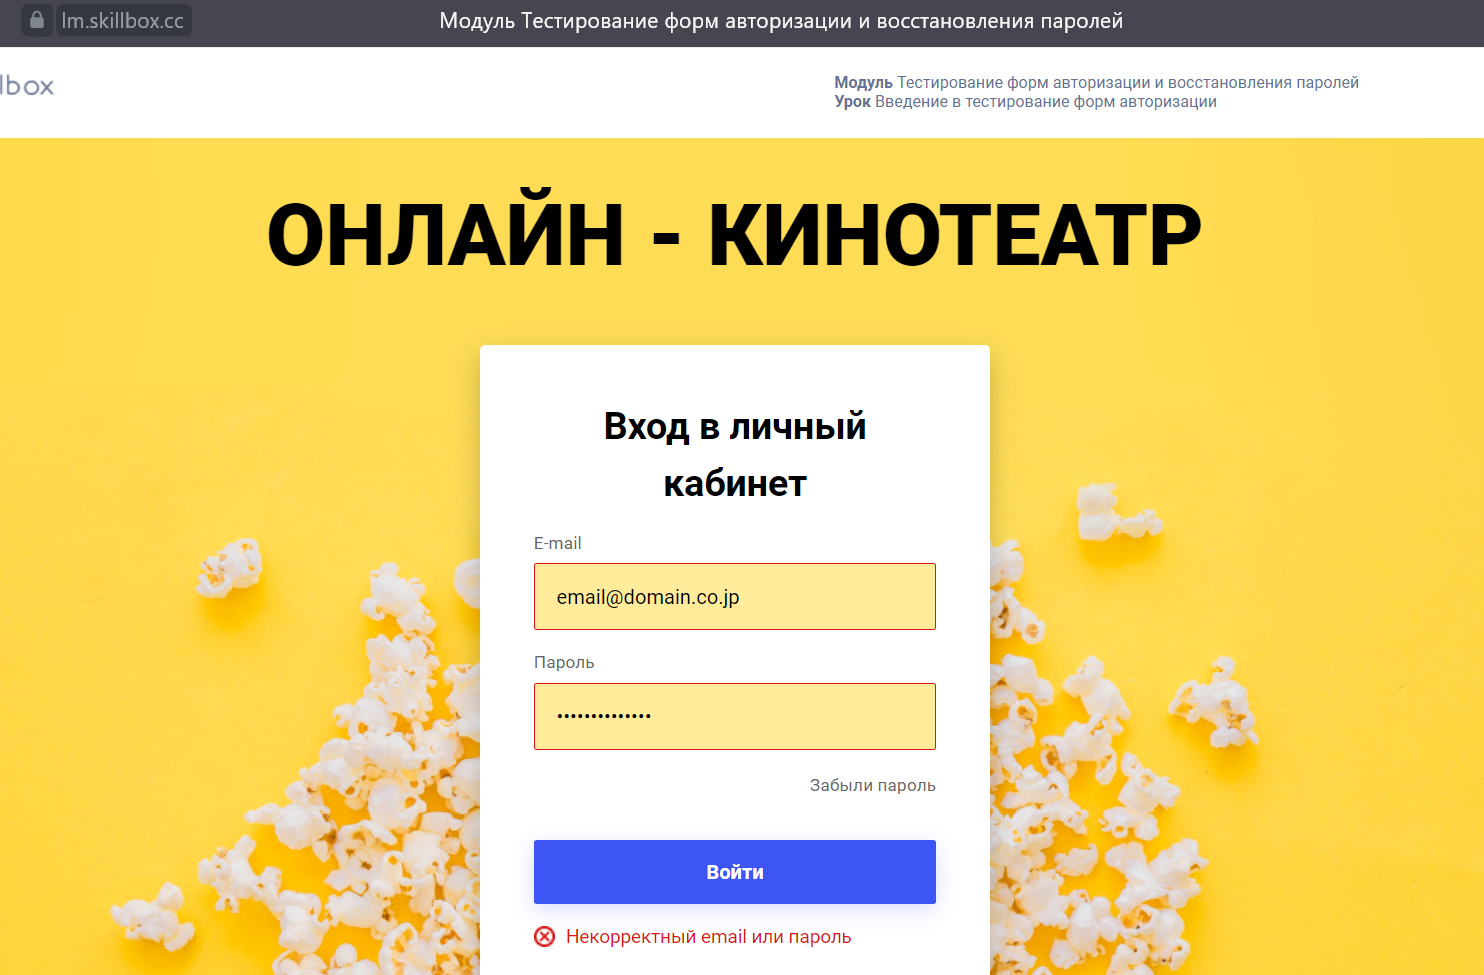 lm.skillbox.cc
Модуль Тестирование форм авторизации и восстановления паролей
lbox
Модуль Тестирование форм авторизации и восстановления паролей
Урок Введение в тестирование форм авторизации
ОНЛАЙН - КИНОТЕАТР
Вход в личный
кабинет
E-mail
email@domain.co.jp
Пароль
••••••••••••••
Забыли пароль
Войти
Некорректный email или пароль